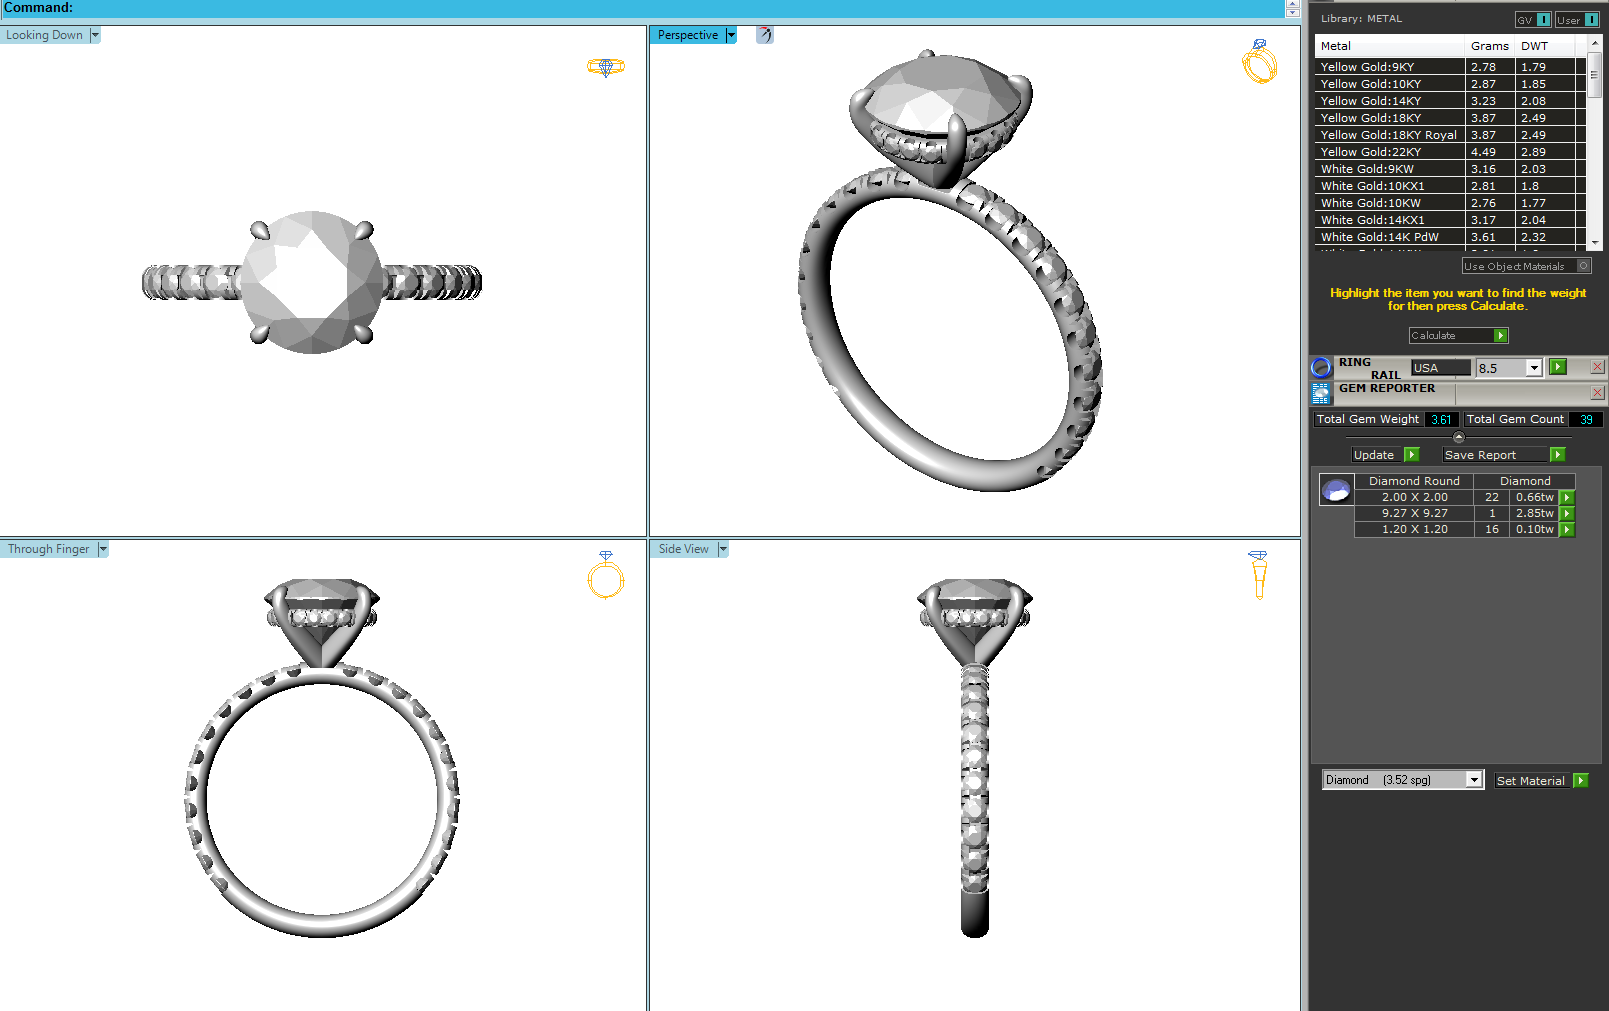 Command:
Looking Down
Perspective
Through Finger
Side View
Library: METAL
GV I User I
Metal Grams DWT
Yellow Gold:9KY 2.78 1.79
Yellow Gold:10KY 2.87 1.85
Yellow Gold:14KY 3.23 2.08
Yellow Gold:18KY 3.87 2.49
Yellow Gold:18KY Royal 3.87 2.49
Yellow Gold:22KY 4.49 2.89
White Gold:9KW 3.16 2.03
White Gold:10KX1 2.81 1.8
White Gold:10KW 2.76 1.77
White Gold:14KX1 3.17 2.04
White Gold:14K PdW 3.61 2.32
Use Object Materials
Highlight the item you want to find the weight
for then press Calculate.
Calculate
RING
RAIL USA 8.5
GEM REPORTER
Total Gem Weight 3.61 Total Gem Count 39
Update Save Report
Diamond Round Diamond
2.00 X 2.00 22 0.66tw
9.27 X 9.27 1 2.85tw
1.20 X 1.20 16 0.10tw
Diamond (3.52 spg) Set Material